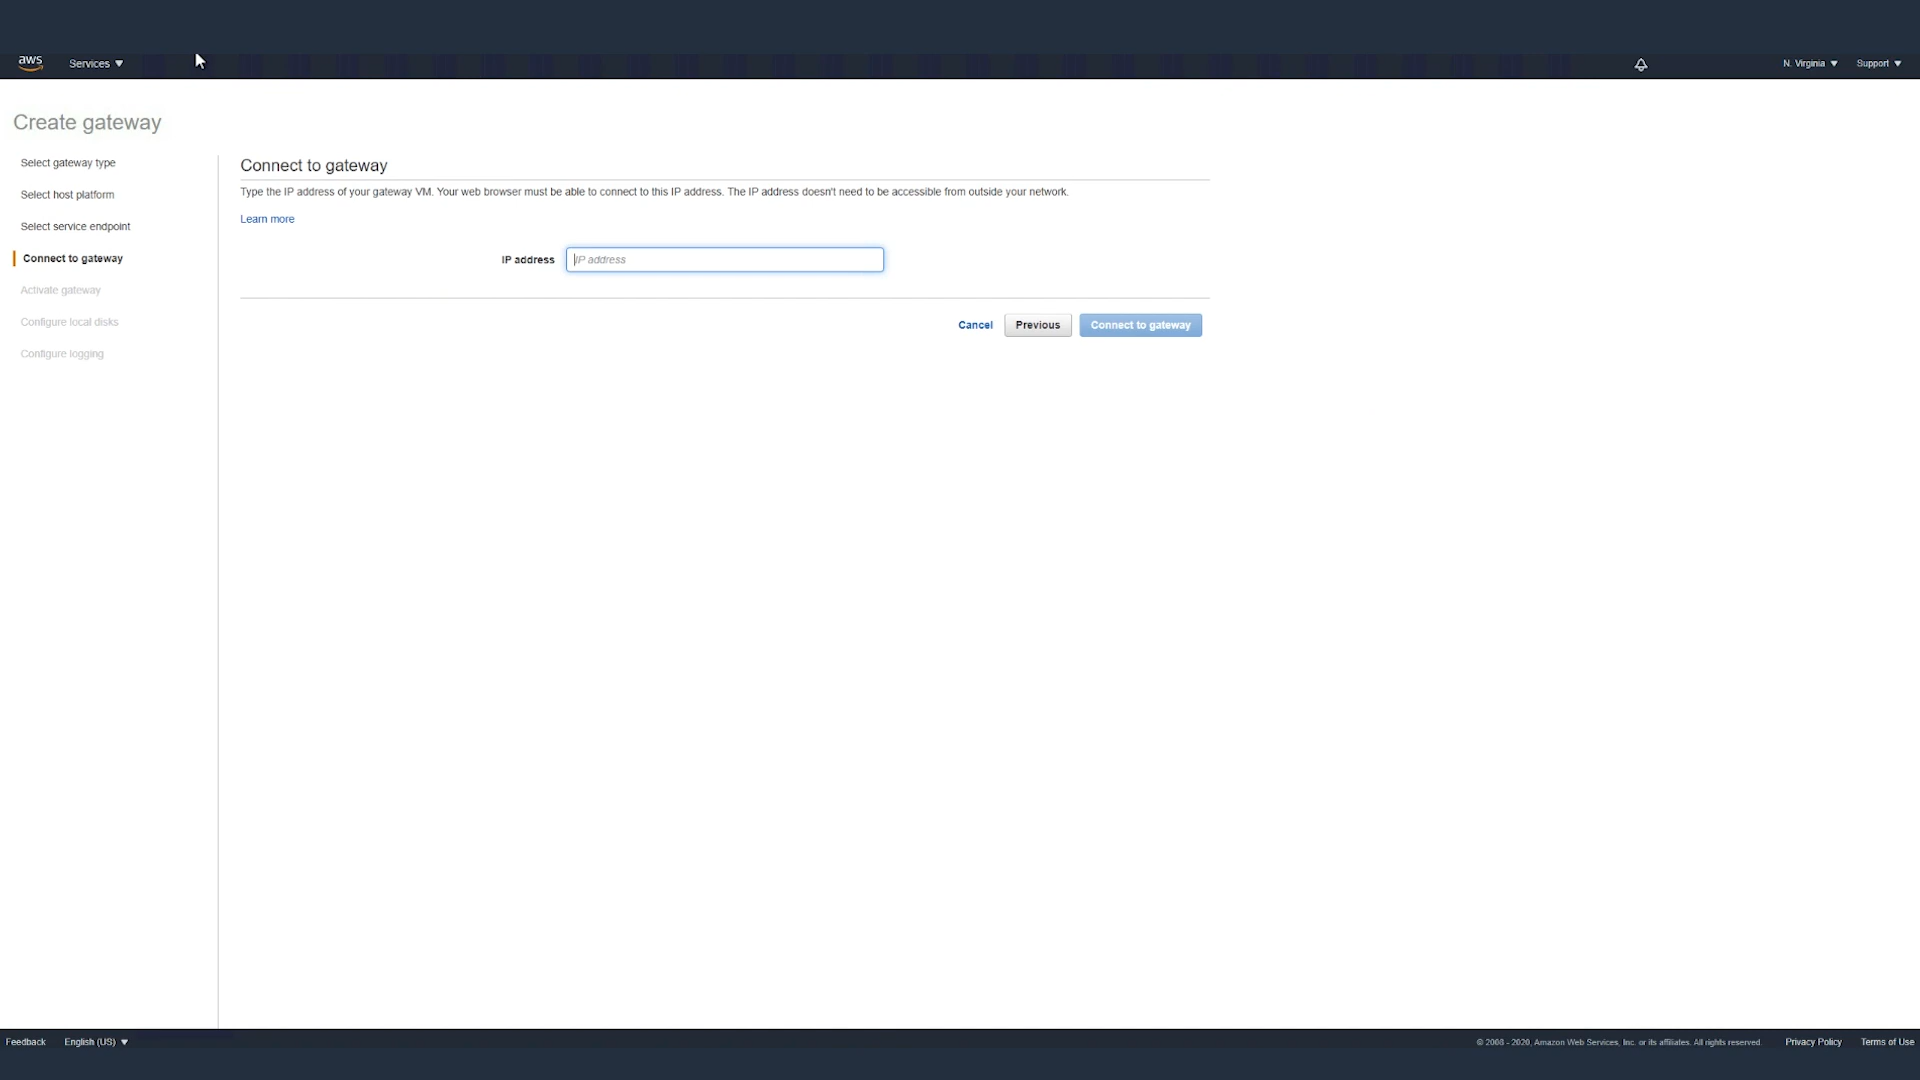 aws
Services
N. Virginia
Support
Create gateway
Select gateway type
Select host platform
Select service endpoint
Connect to gateway
Activate gateway
Configure local disks
Configure logging
Connect to gateway
Type the IP address of your gateway VM. Your web browser must be able to connect to this IP address. The IP address doesn't need to be accessible from outside your network.
Learn more
IP address
IP address
Cancel
Previous
Connect to gateway
Feedback
English (US)
© 2008 - 2020, Amazon Web Services, Inc. or its affiliates. All rights reserved.
Privacy Policy
Terms of Use